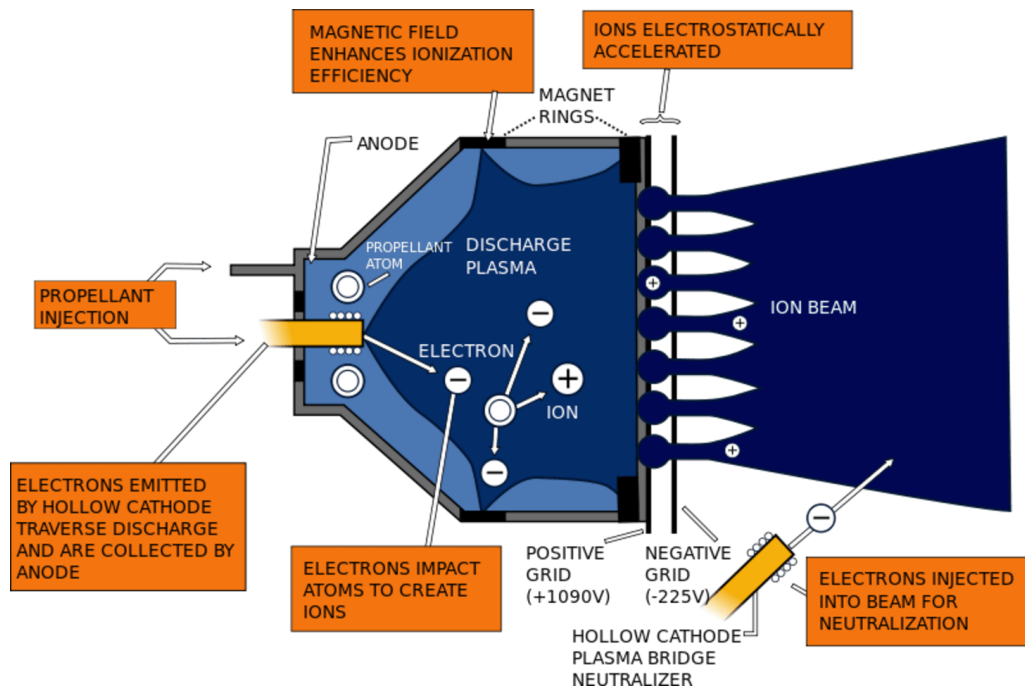 MAGNETIC FIELD
ENHANCES IONIZATION
EFFICIENCY
IONS ELECTROSTATICALLY
ACCELERATED
MAGNET
RINGS
ANODE
PROPELLANT
ATOM
DISCHARGE
PLASMA
PROPELLANT
INJECTION
ION BEAM
ELECTRON
ION
ELECTRONS EMITTED
BY HOLLOW CATHODE
TRAVERSE DISCHARGE
AND ARE COLLECTED BY
ANODE
ELECTRONS IMPACT
ATOMS TO CREATE
IONS
POSITIVE
GRID
(+1090V)
NEGATIVE
GRID
(-225V)
HOLLOW CATHODE
PLASMA BRIDGE
NEUTRALIZER
ELECTRONS INJECTED
INTO BEAM FOR
NEUTRALIZATION